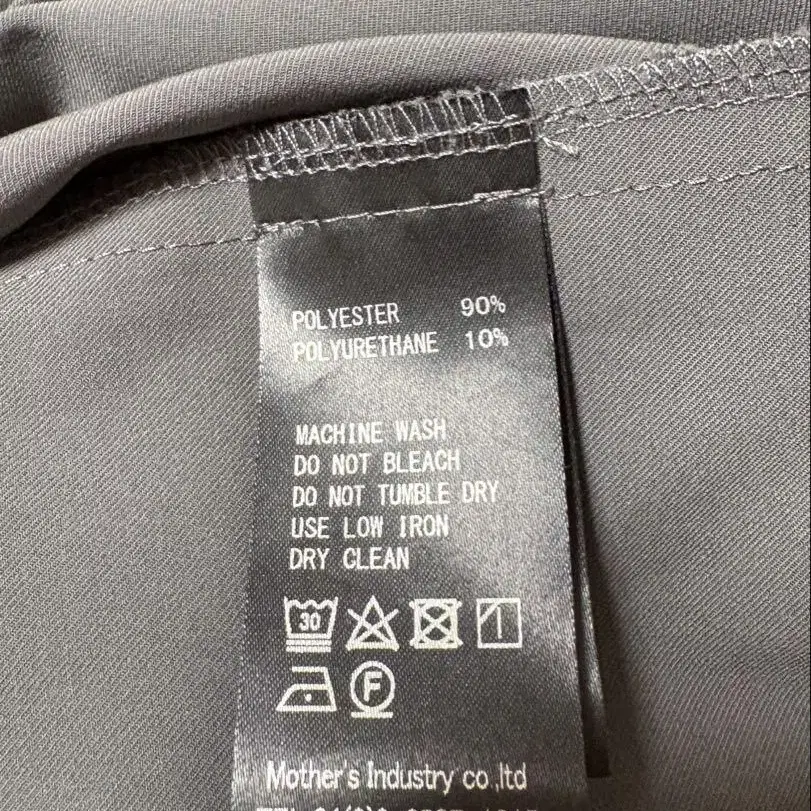 POLYESTER 90%
POLYURETHANE 10%
MACHINE WASH
DO NOT BLEACH
DO NOT TUMBLE DRY
USE LOW IRON
DRY CLEAN
30
F
Mother's Industry co.,ltd